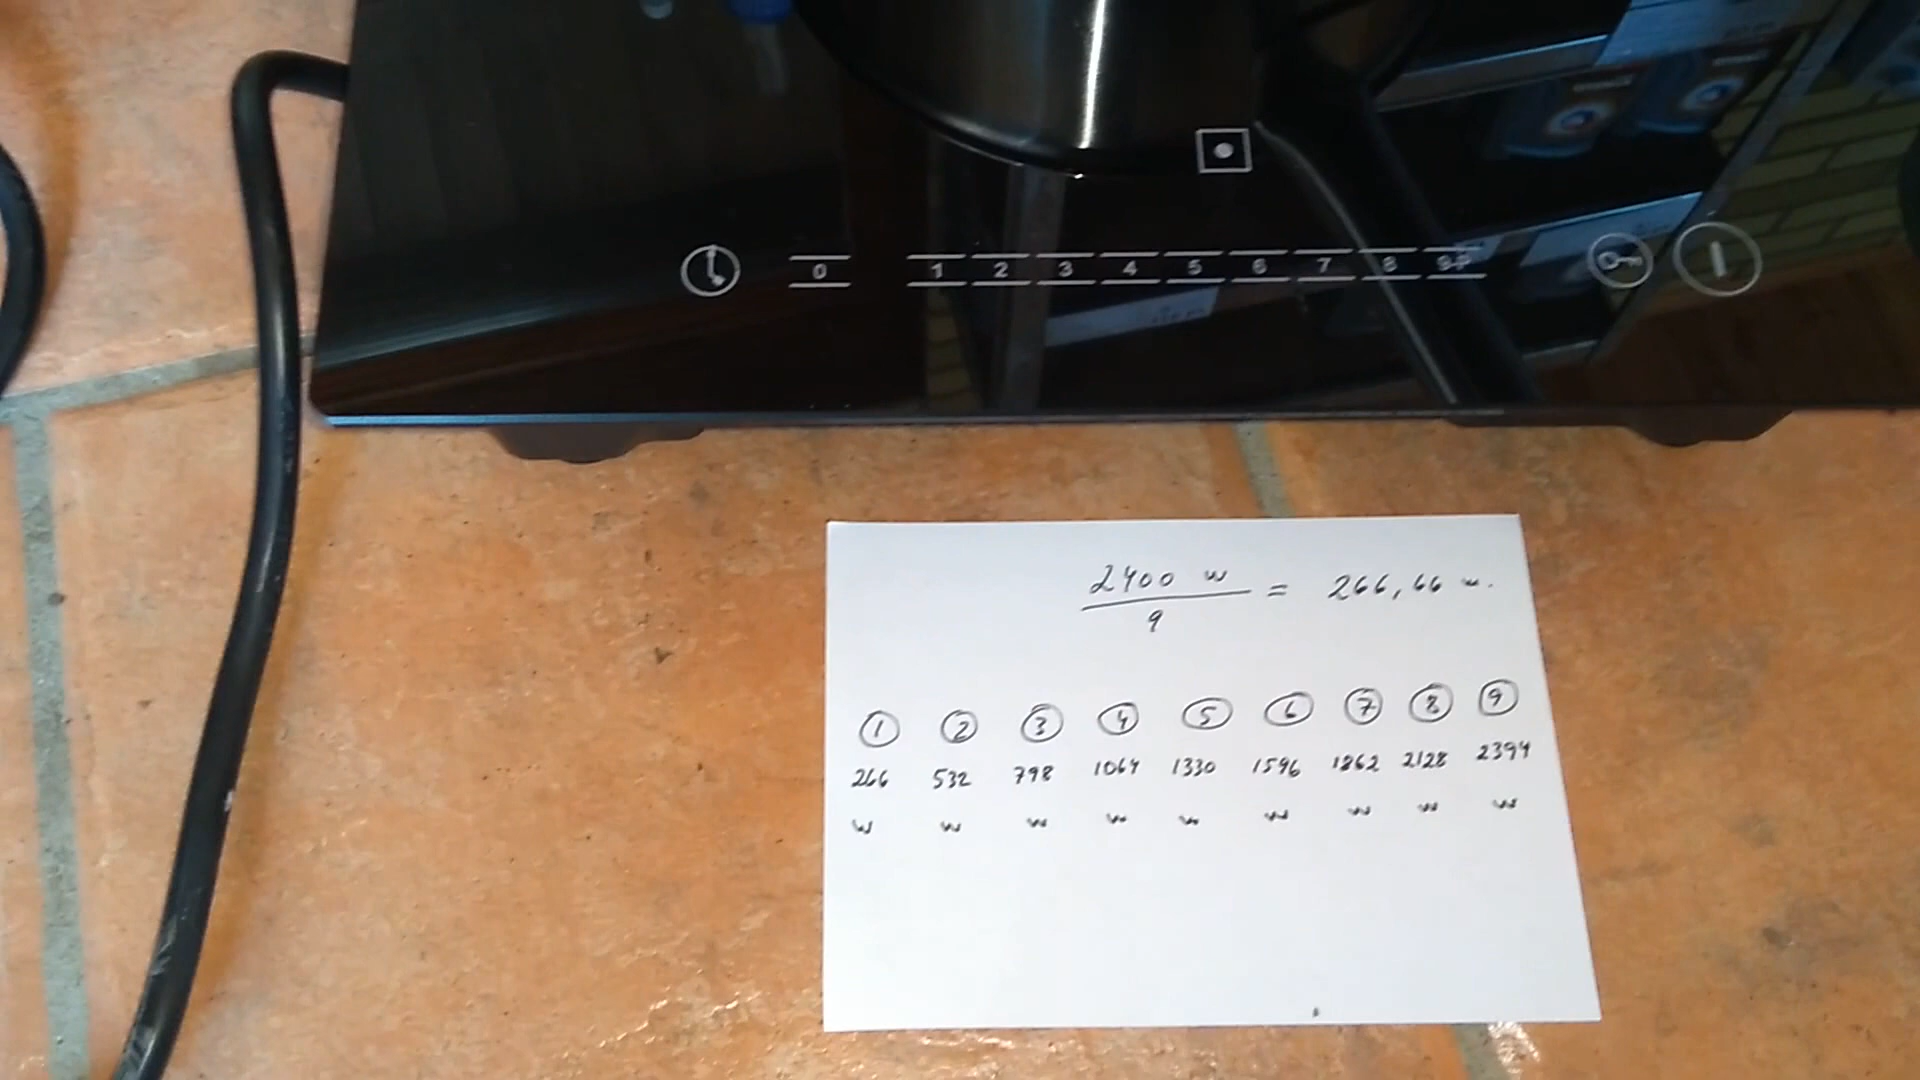 0 1 2 3 4 5 6 7 8 9-P
2400 w
9
= 266,66 w.
1 2 3 4 5 6 7 8 9
266 532 798 1064 1330 1596 1862 2128 2394
w w w w w w w w w